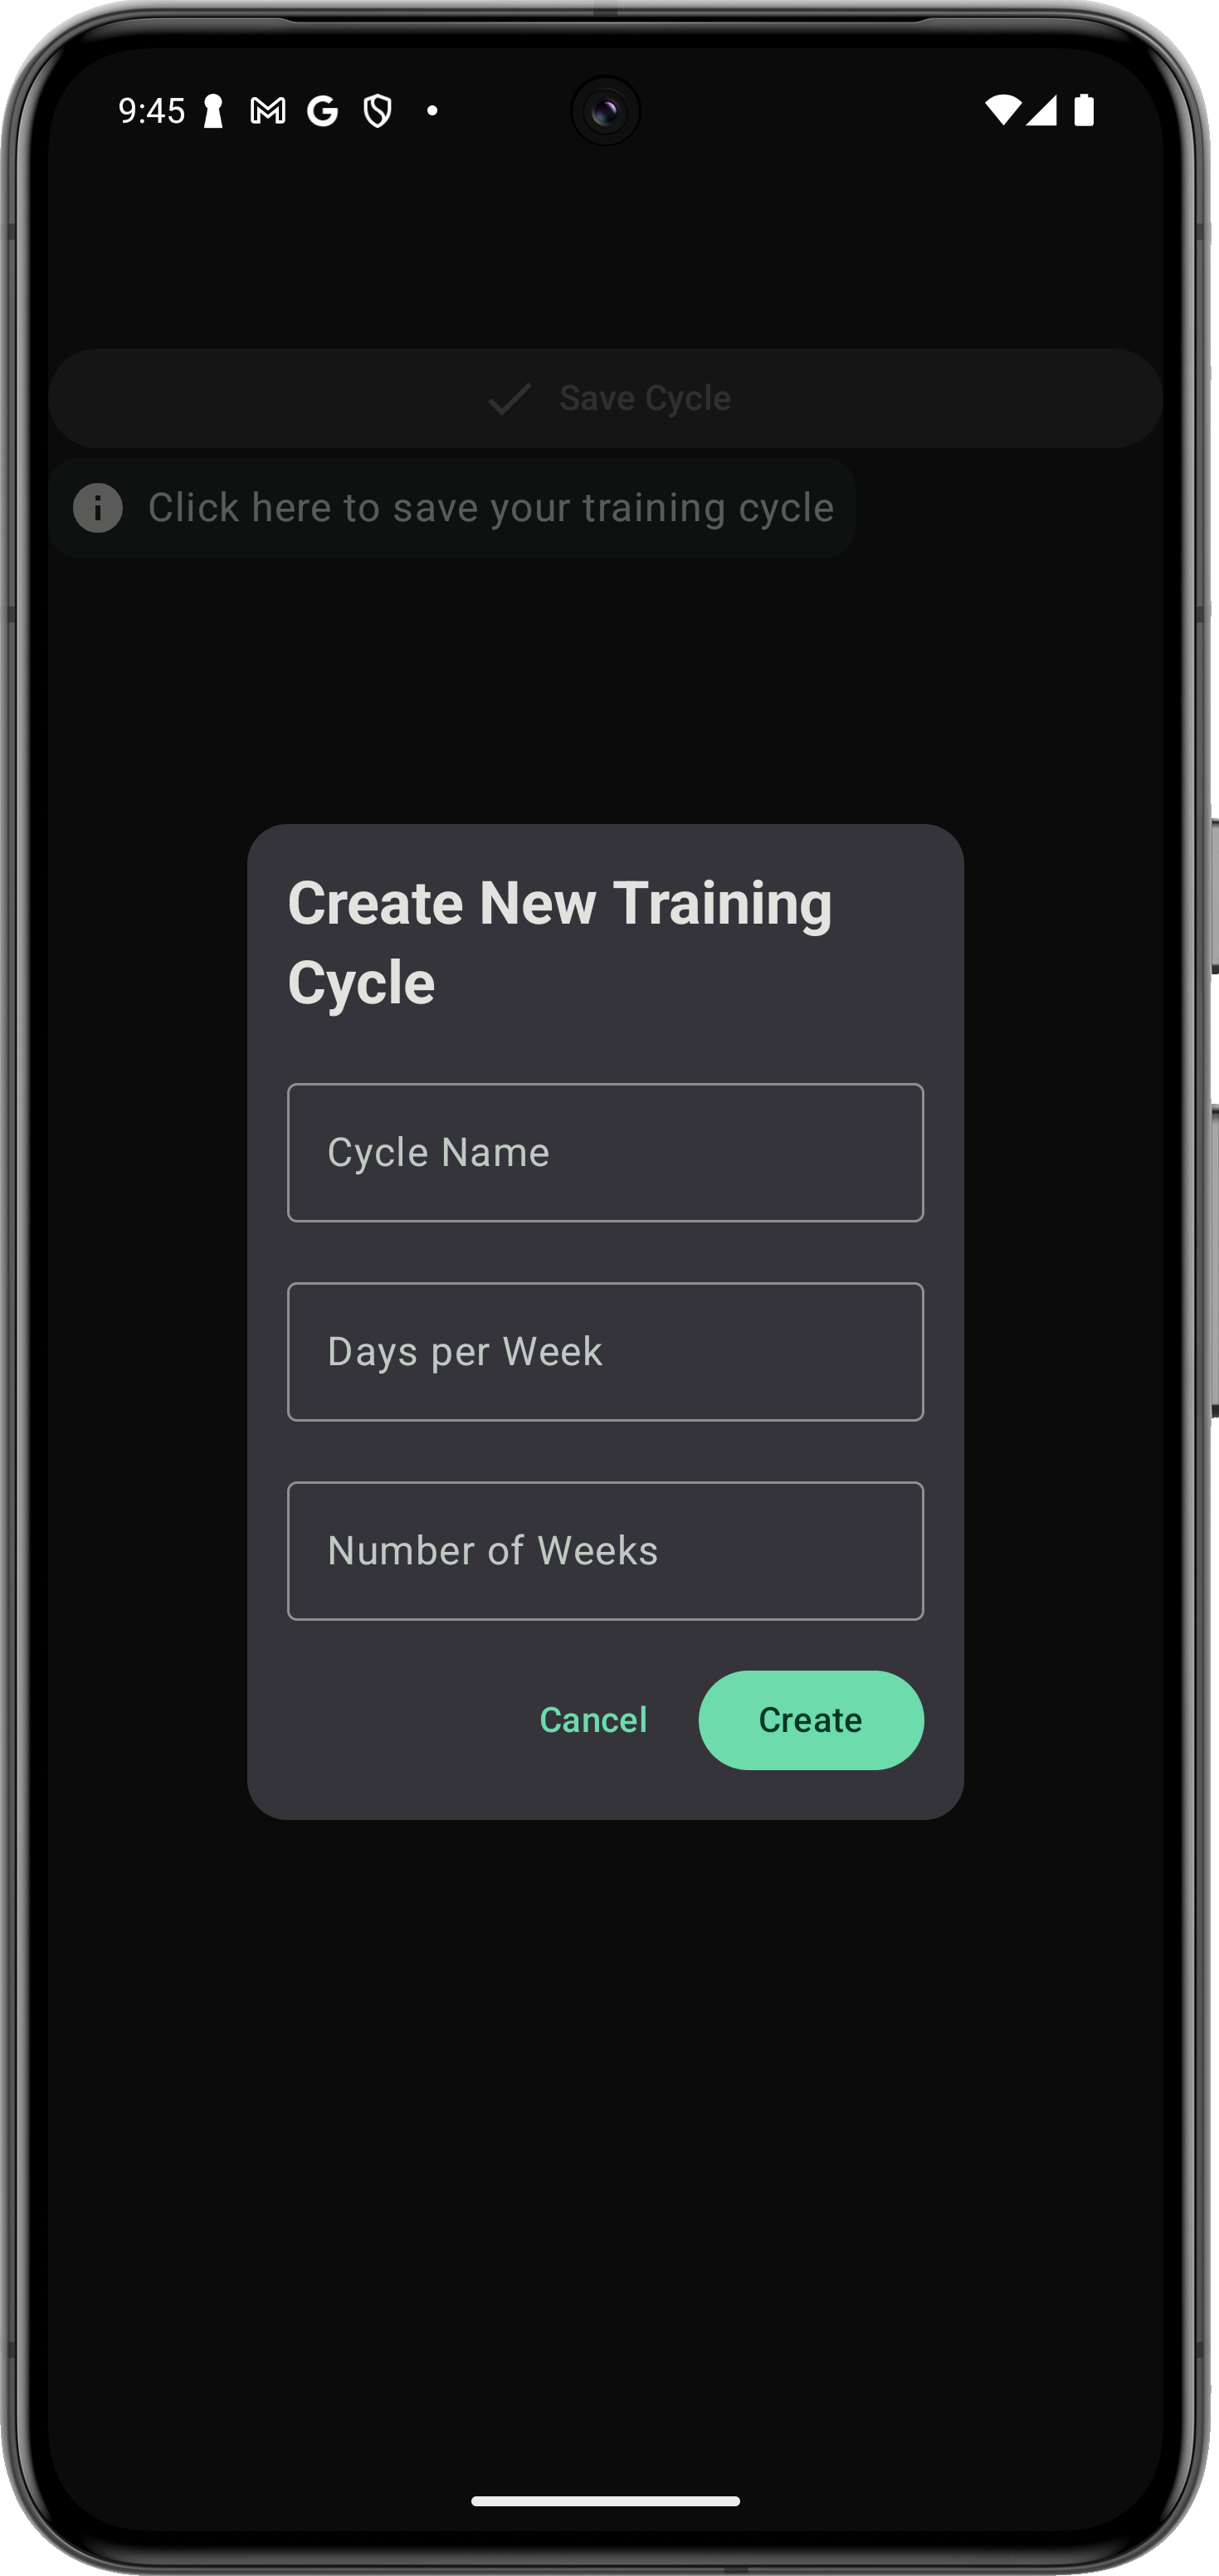 9:45
Save Cycle
Click here to save your training cycle
Create New Training
Cycle
Cycle Name
Days per Week
Number of Weeks
Cancel Create